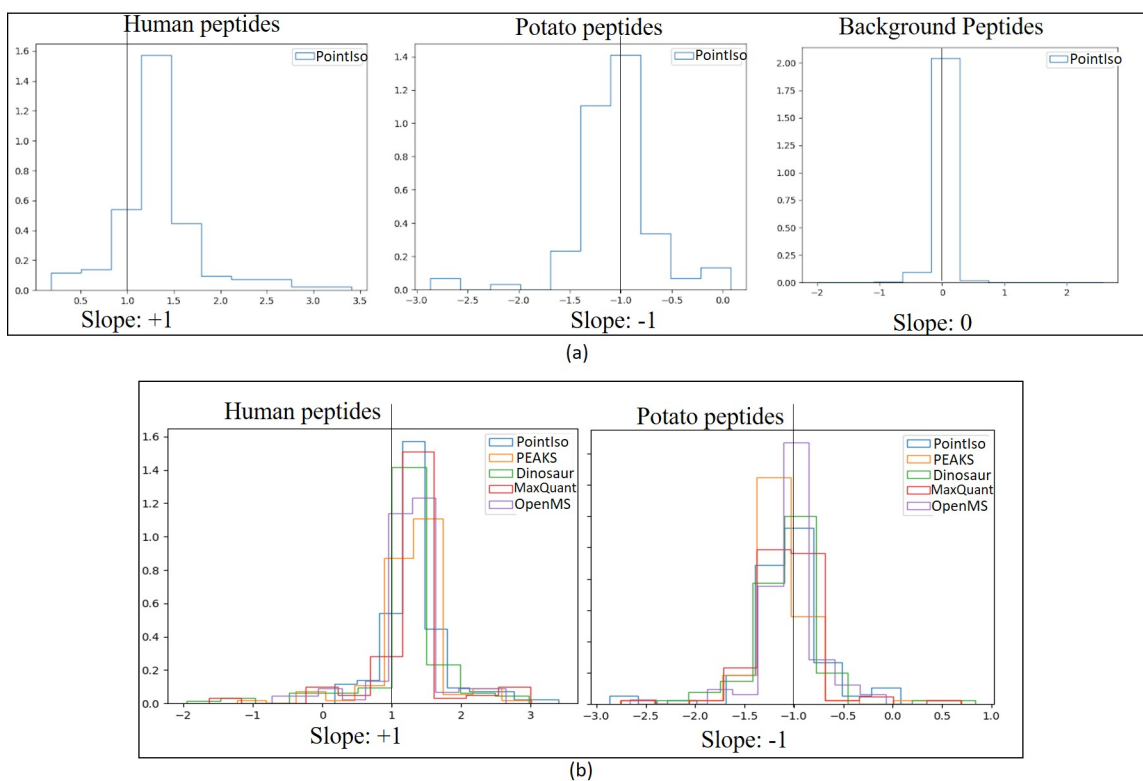 Human peptides
Potato peptides
Background Peptides
PointIso
PointIso
PointIso
1.6
1.4
1.2
1.0
0.8
0.6
0.4
0.2
0.0
0.5 1.0 1.5 2.0 2.5 3.0 3.5
1.4
1.2
1.0
0.8
0.6
0.4
0.2
0.0
−3.0 −2.5 −2.0 −1.5 −1.0 −0.5 0.0
2.00
1.75
1.50
1.25
1.00
0.75
0.50
0.25
0.00
−2 −1 0 1 2
Slope: +1
Slope: -1
Slope: 0
(a)
Human peptides
Potato peptides
1.6
1.4
1.2
1.0
0.8
0.6
0.4
0.2
0.0
PointIso
PEAKS
Dinosaur
MaxQuant
OpenMS
−2 −1 0 1 2 3
PointIso
PEAKS
Dinosaur
MaxQuant
OpenMS
−3.0 −2.5 −2.0 −1.5 −1.0 −0.5 0.0 0.5 1.0
Slope: +1
Slope: -1
(b)